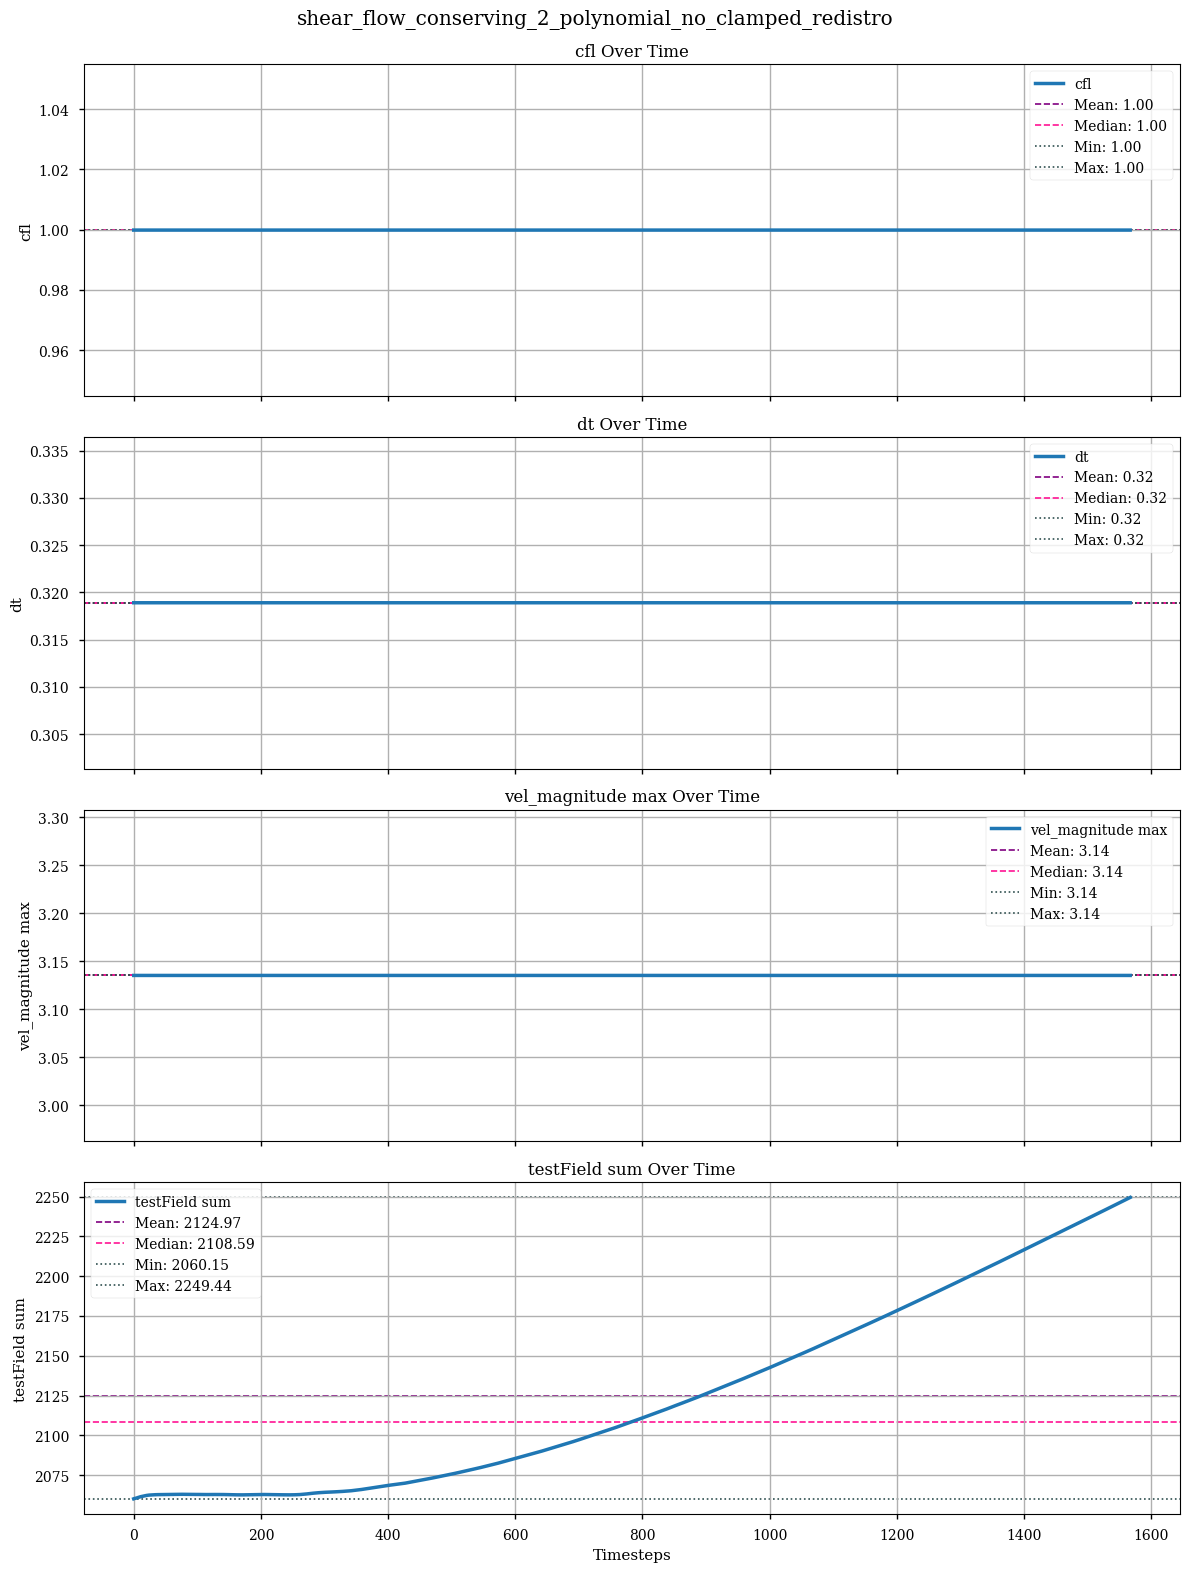 shear_flow_conserving_2_polynomial_no_clamped_redistro
cfl Over Time
cfl
1.04
1.02
1.00
0.98
0.96
cfl
Mean: 1.00
Median: 1.00
Min: 1.00
Max: 1.00
dt Over Time
dt
0.335
0.330
0.325
0.320
0.315
0.310
0.305
dt
Mean: 0.32
Median: 0.32
Min: 0.32
Max: 0.32
vel_magnitude max Over Time
vel_magnitude max
3.30
3.25
3.20
3.15
3.10
3.05
3.00
vel_magnitude max
Mean: 3.14
Median: 3.14
Min: 3.14
Max: 3.14
testField sum Over Time
testField sum
2250
2225
2200
2175
2150
2125
2100
2075
testField sum
Mean: 2124.97
Median: 2108.59
Min: 2060.15
Max: 2249.44
0 200 400 600 800 1000 1200 1400 1600
Timesteps